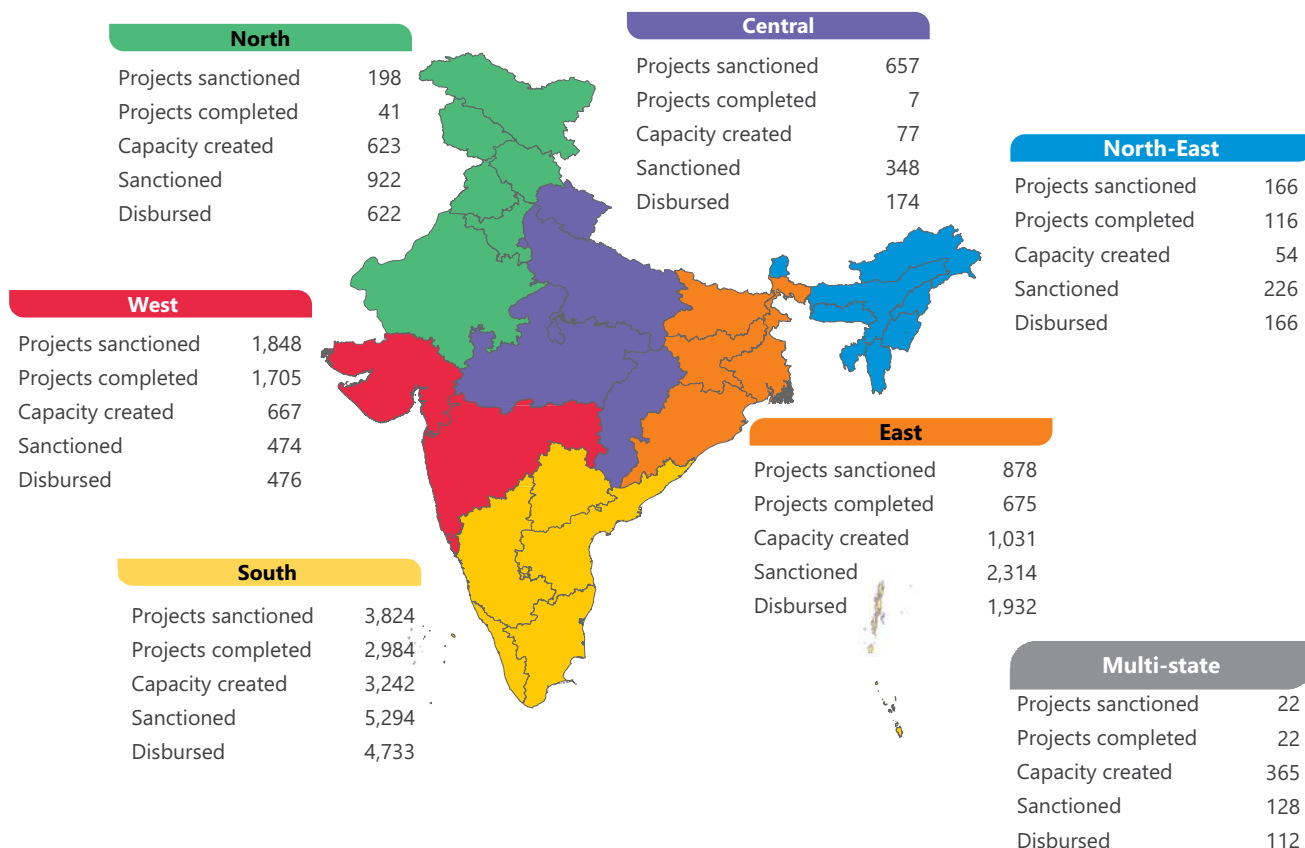 North
Projects sanctioned 198
Projects completed 41
Capacity created 623
Sanctioned 922
Disbursed 622
Central
Projects sanctioned 657
Projects completed 7
Capacity created 77
Sanctioned 348
Disbursed 174
North-East
Projects sanctioned 166
Projects completed 116
Capacity created 54
Sanctioned 226
Disbursed 166
West
Projects sanctioned 1,848
Projects completed 1,705
Capacity created 667
Sanctioned 474
Disbursed 476
East
Projects sanctioned 878
Projects completed 675
Capacity created 1,031
Sanctioned 2,314
Disbursed 1,932
South
Projects sanctioned 3,824
Projects completed 2,984
Capacity created 3,242
Sanctioned 5,294
Disbursed 4,733
Multi-state
Projects sanctioned 22
Projects completed 22
Capacity created 365
Sanctioned 128
Disbursed 112